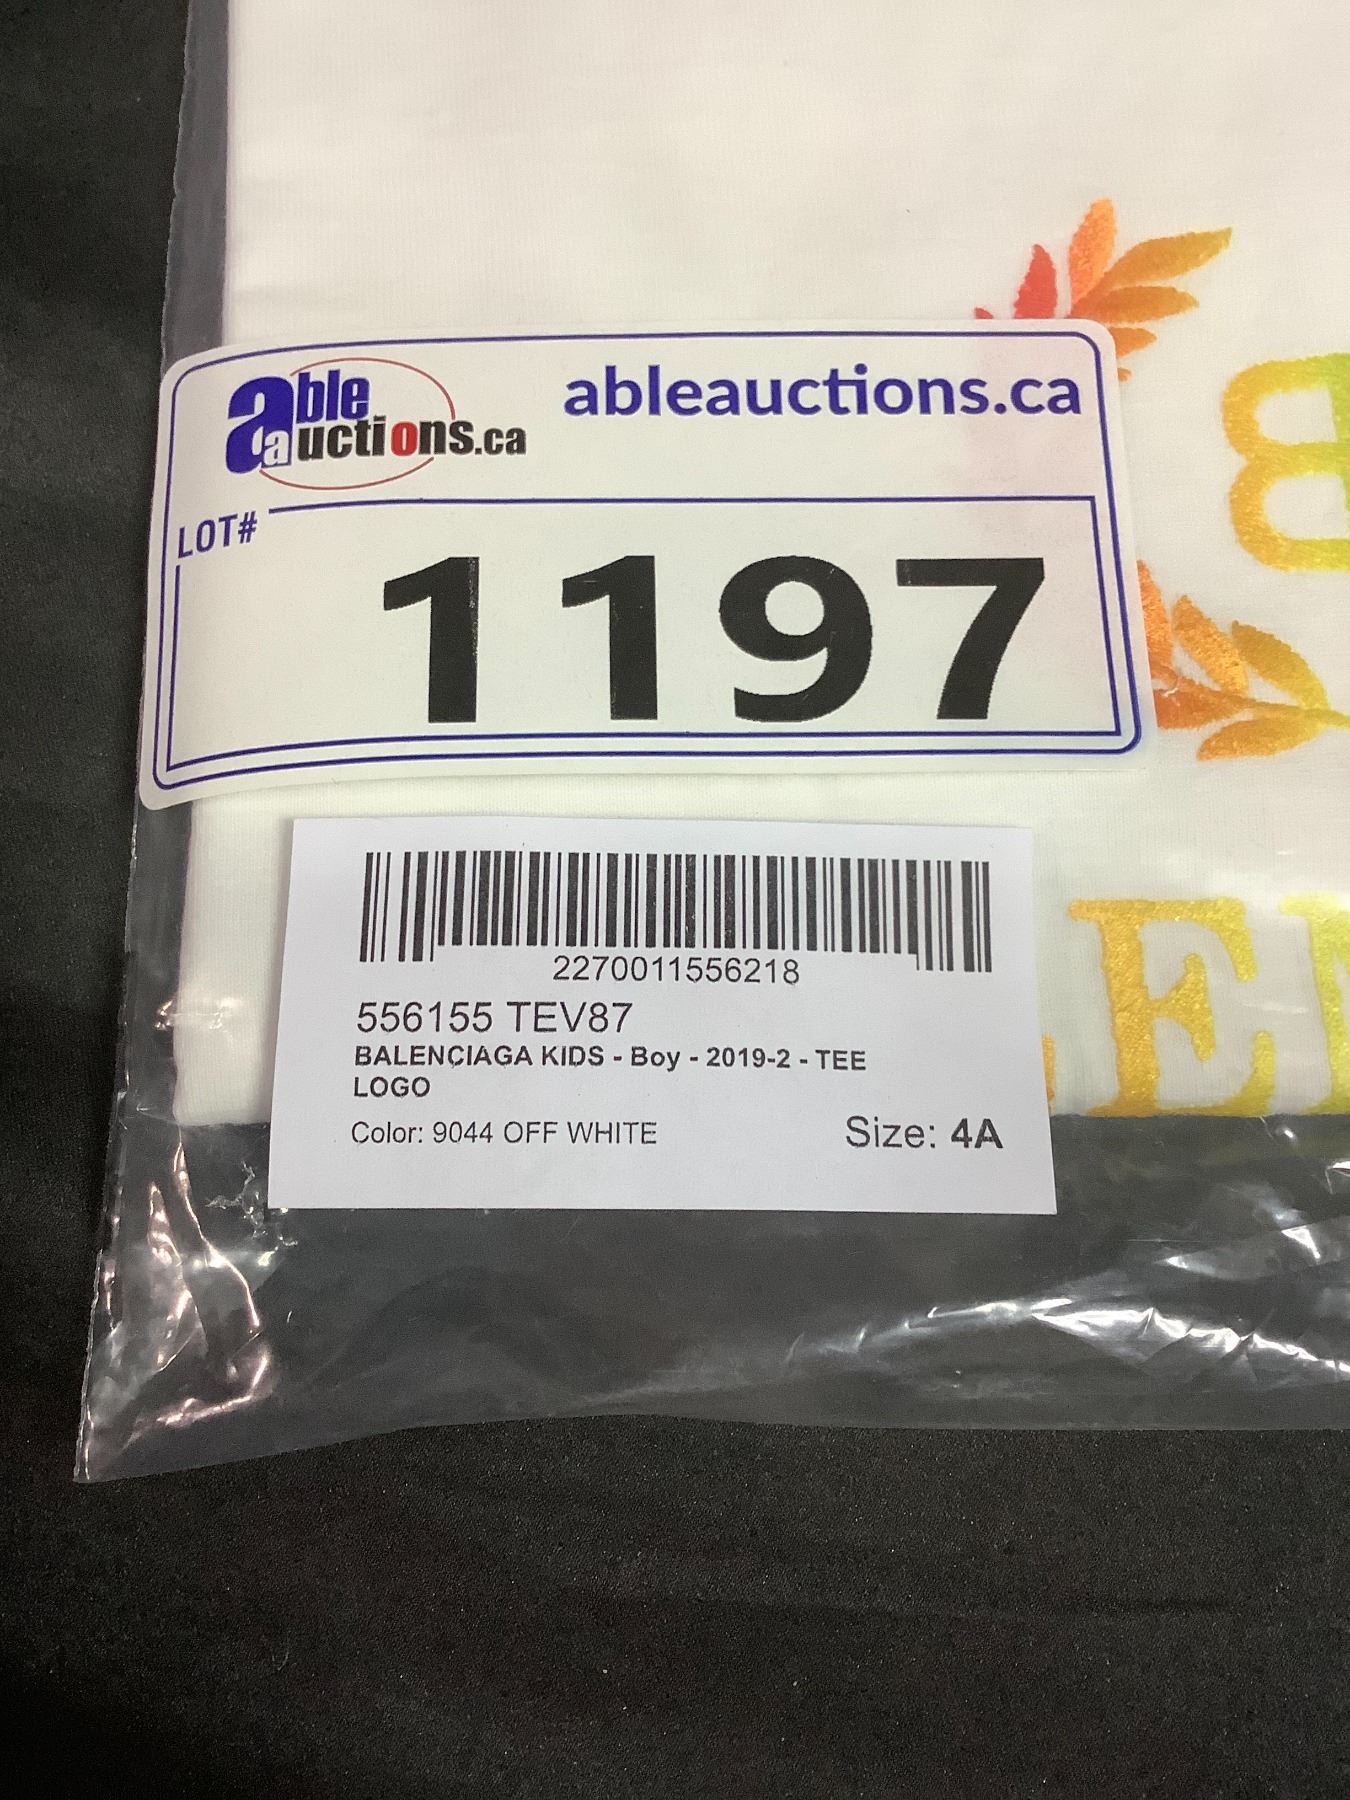 able auctions.ca
ableauctions.ca
LOT#
1197
BB
2270011556218
556155 TEV87
BALENCIAGA KIDS - Boy - 2019-2 - TEE
LOGO
Color: 9044 OFF WHITE
Size: 4A